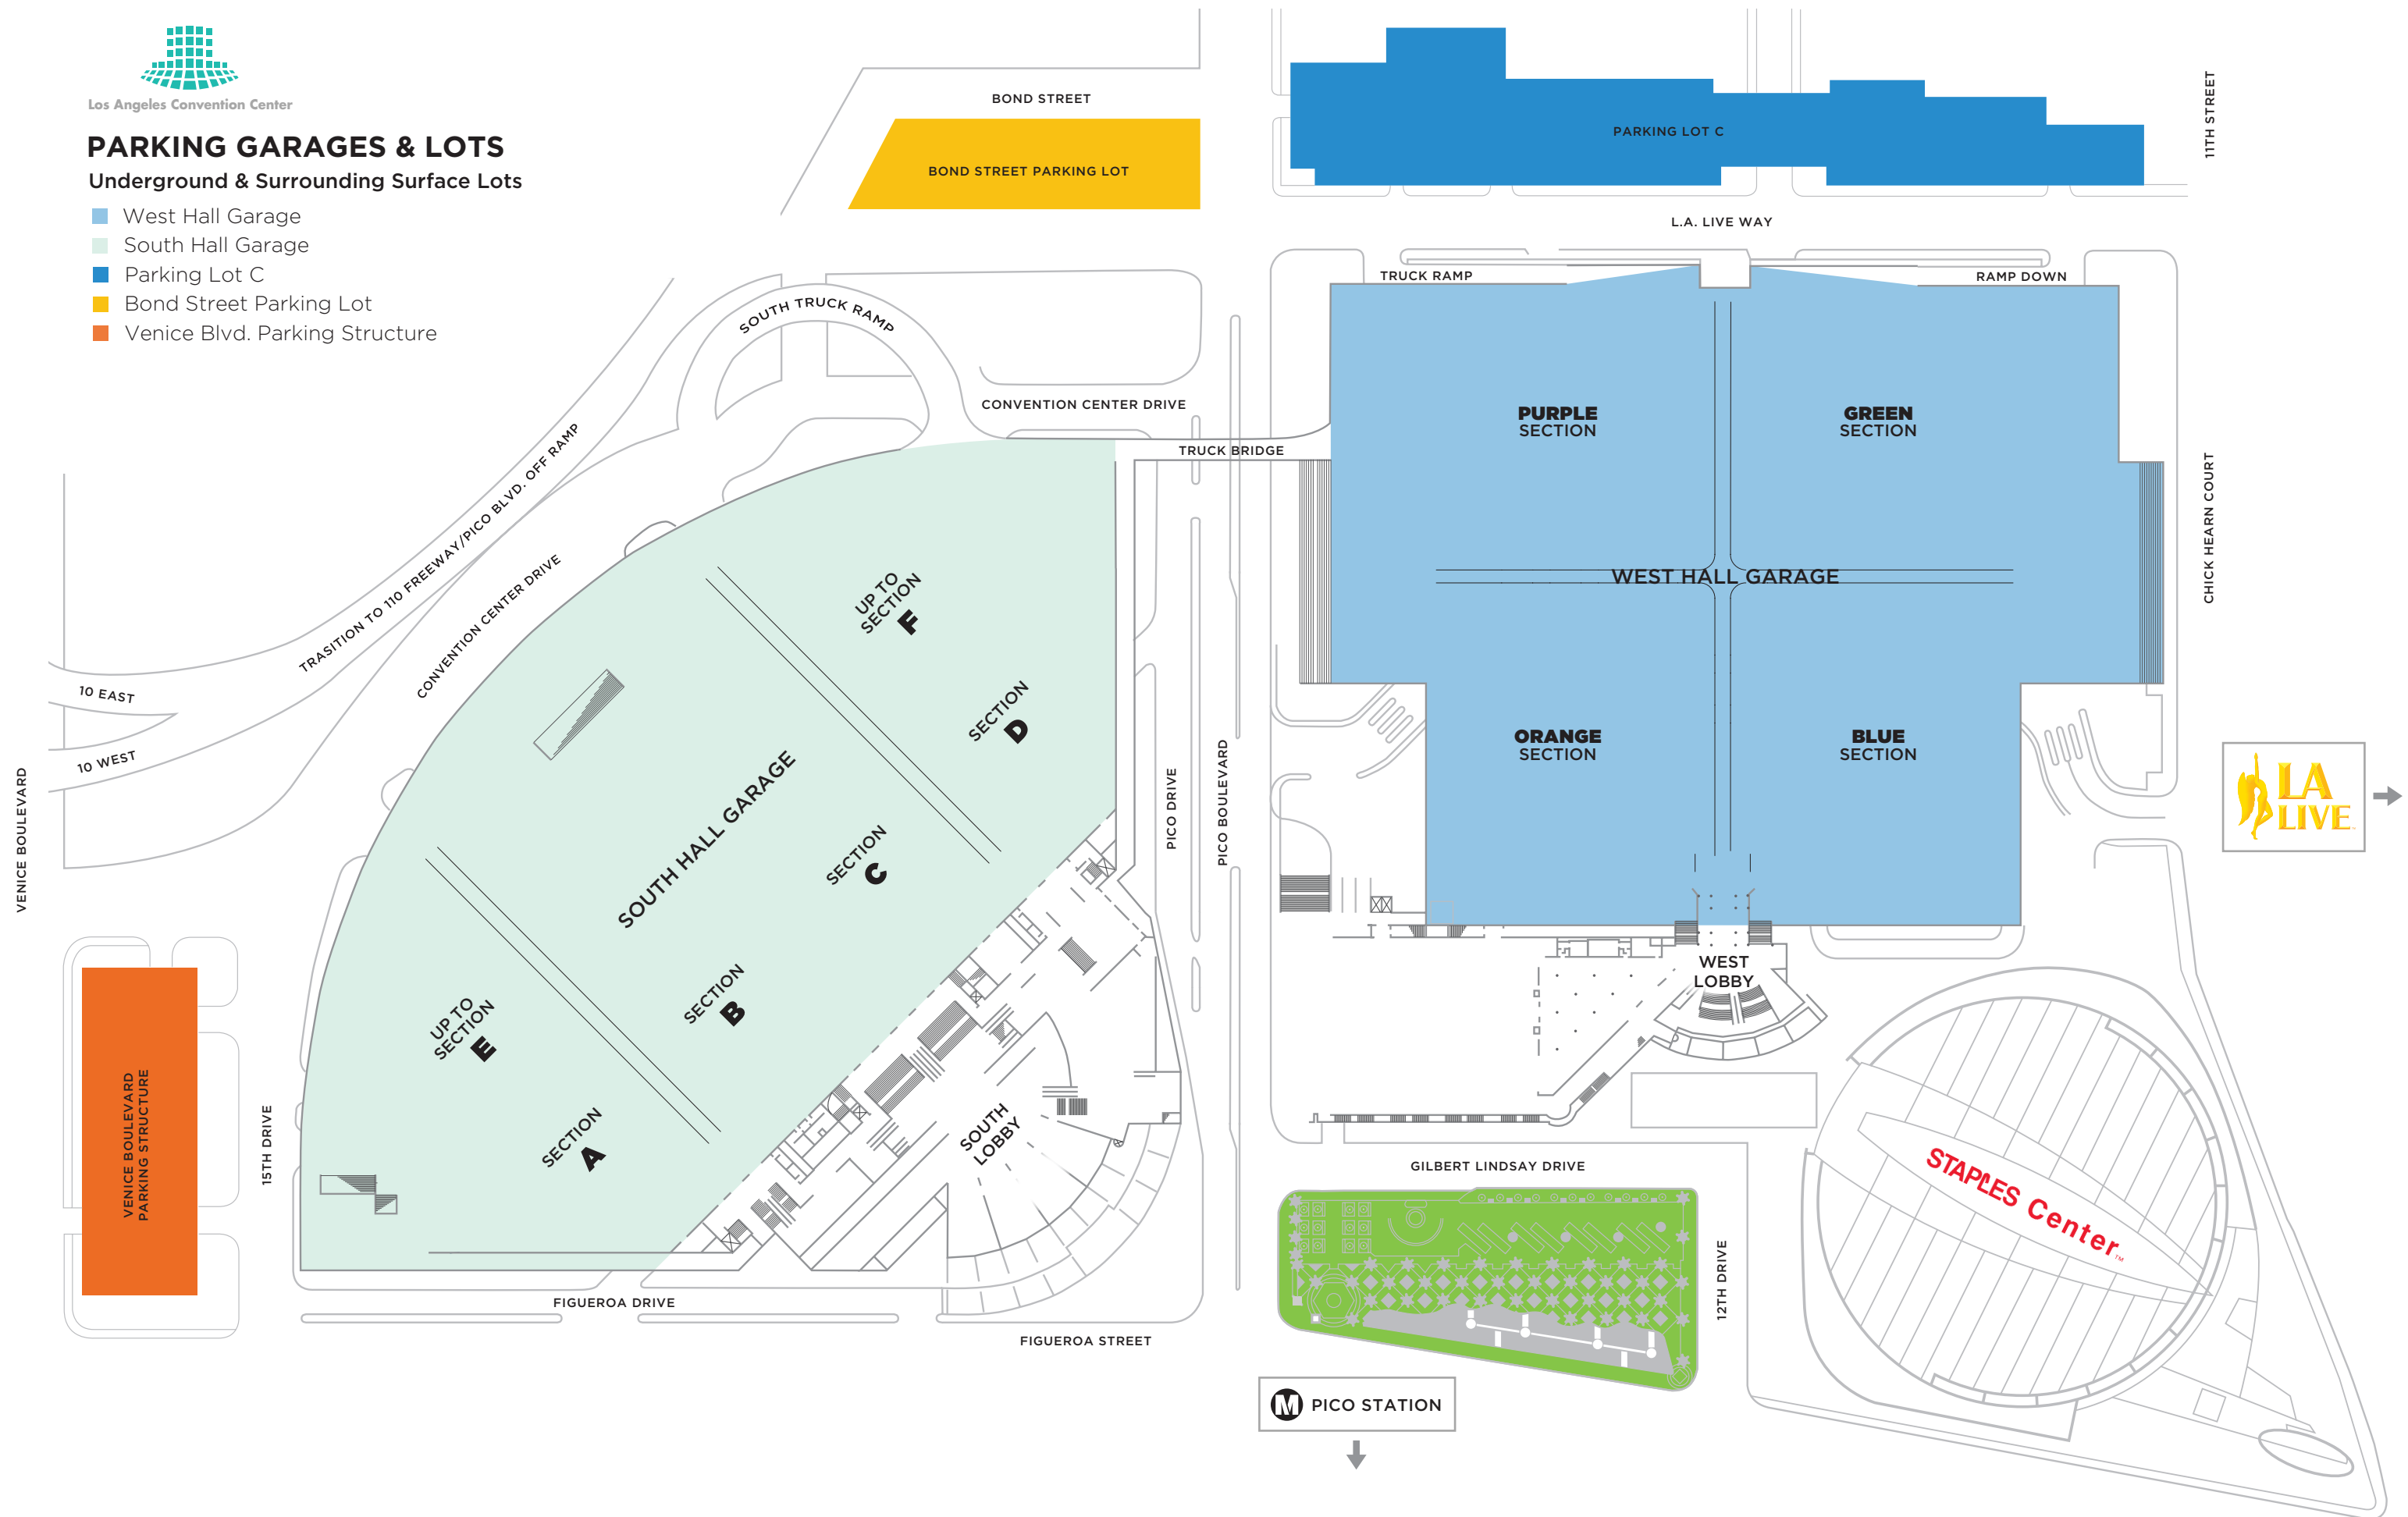 Los Angeles Convention Center
PARKING GARAGES & LOTS
Underground & Surrounding Surface Lots
West Hall Garage
South Hall Garage
Parking Lot C
Bond Street Parking Lot
Venice Blvd. Parking Structure
BOND STREET
BOND STREET PARKING LOT
PARKING LOT C
11TH STREET
L.A. LIVE WAY
TRUCK RAMP
RAMP DOWN
SOUTH TRUCK RAMP
CONVENTION CENTER DRIVE
TRUCK BRIDGE
PURPLE
SECTION
GREEN
SECTION
CHICK HEARN COURT
TRASITION TO 110 FREEWAY/PICO BLVD. OFF RAMP
CONVENTION CENTER DRIVE
10 EAST
10 WEST
VENICE BOULEVARD
WEST HALL GARAGE
UP TO
SECTION
F
SECTION
D
SOUTH HALL GARAGE
SECTION
C
SECTION
B
UP TO
SECTION
E
SECTION
A
PICO DRIVE
PICO BOULEVARD
ORANGE
SECTION
BLUE
SECTION
LA
LIVE
WEST
LOBBY
SOUTH
LOBBY
VENICE BOULEVARD
PARKING STRUCTURE
15TH DRIVE
GILBERT LINDSAY DRIVE
12TH DRIVE
STAPLES Center™
FIGUEROA DRIVE
FIGUEROA STREET
M PICO STATION